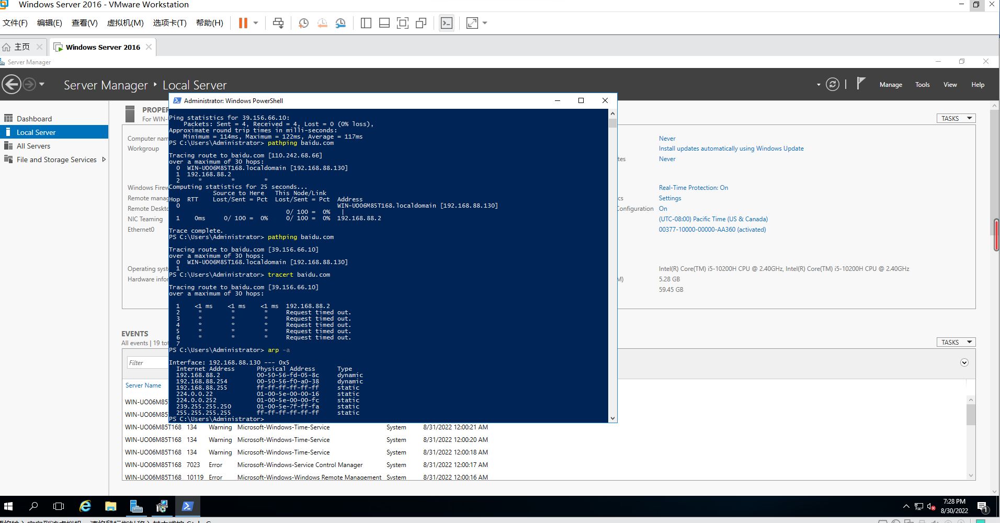 Windows Server 2016 - VMware Workstation
文件(F) 编辑(E) 查看(V) 虚拟机(M) 选项卡(T) 帮助(H)
主页 Windows Server 2016
Server Manager
Server Manager Local Server
Manage Tools View Help
Dashboard
Local Server
All Servers
File and Storage Services
PROPER
For WIN-
TASKS
Computer nam
Workgroup
Windows Firew
Remote manag
Remote Deskto
NIC Teaming
Ethernet0
Operating syst
Hardware infor
Never
Install updates automatically using Windows Update
tes Never
Real-Time Protection: On
cs Settings
Configuration On
(UTC-08:00) Pacific Time (US & Canada)
00377-10000-00000-AA360 (activated)
Intel(R) Core(TM) i5-10200H CPU @ 2.40GHz, Intel(R) Core(TM) i5-10200H CPU @ 2.40GHz
M) 5.28 GB
59.45 GB
Administrator: Windows PowerShell
Ping statistics for 39.156.66.10:
Packets: Sent = 4, Received = 4, Lost = 0 (0% loss),
Approximate round trip times in milli-seconds:
Minimum = 114ms, Maximum = 122ms, Average = 117ms
PS C:\Users\Administrator> pathping baidu.com
Tracing route to baidu.com [110.242.68.66]
over a maximum of 30 hops:
0 WIN-UO06M85T168.localdomain [192.168.88.130]
1 192.168.88.2
2 * * *
Computing statistics for 25 seconds...
Source to Here This Node/Link
Hop RTT Lost/Sent = Pct Lost/Sent = Pct Address
0 WIN-UO06M85T168.localdomain [192.168.88.130]
0/ 100 = 0% |
1 0ms 0/ 100 = 0% 0/ 100 = 0% 192.168.88.2
Trace complete.
PS C:\Users\Administrator> pathping baidu.com
Tracing route to baidu.com [39.156.66.10]
over a maximum of 30 hops:
0 WIN-UO06M85T168.localdomain [192.168.88.130]
1
PS C:\Users\Administrator> tracert baidu.com
Tracing route to baidu.com [39.156.66.10]
over a maximum of 30 hops:
1 <1 ms <1 ms <1 ms 192.168.88.2
2 * * * Request timed out.
3 * * * Request timed out.
4 * * * Request timed out.
5 * * * Request timed out.
6 * * * Request timed out.
7
PS C:\Users\Administrator> arp -a
Interface: 192.168.88.130 --- 0x5
Internet Address Physical Address Type
192.168.88.2 00-50-56-fd-05-8c dynamic
192.168.88.254 00-50-56-f0-a0-38 dynamic
192.168.88.255 ff-ff-ff-ff-ff-ff static
224.0.0.22 01-00-5e-00-00-16 static
224.0.0.252 01-00-5e-00-00-fc static
239.255.255.250 01-00-5e-7f-ff-fa static
255.255.255.255 ff-ff-ff-ff-ff-ff static
PS C:\Users\Administrator>
EVENTS
All events | 19 tot
TASKS
Filter
Server Name
WIN-UO06M85
WIN-UO06M85
WIN-UO06M85T168 134 Warning Microsoft-Windows-Time-Service System 8/31/2022 12:00:21 AM
WIN-UO06M85T168 134 Warning Microsoft-Windows-Time-Service System 8/31/2022 12:00:20 AM
WIN-UO06M85T168 134 Warning Microsoft-Windows-Time-Service System 8/31/2022 12:00:18 AM
WIN-UO06M85T168 7023 Error Microsoft-Windows-Service Control Manager System 8/31/2022 12:00:17 AM
WIN-UO06M85T168 10119 Error Microsoft-Windows-Windows Remote Management System 8/31/2022 12:00:16 AM
7:28 PM
8/30/2022
1